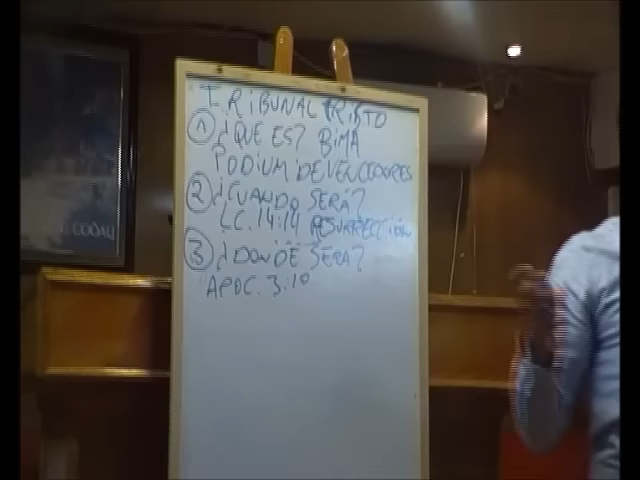 TRIBUNAL CRISTO
1 ¿QUE ES? BIMA
PODIUM DE VENCEDORES
2 ¿CUANDO SERÁ?
LC. 14:14 RESURRECCIÓN
3 ¿DONDE SERA?
APOC. 3:10